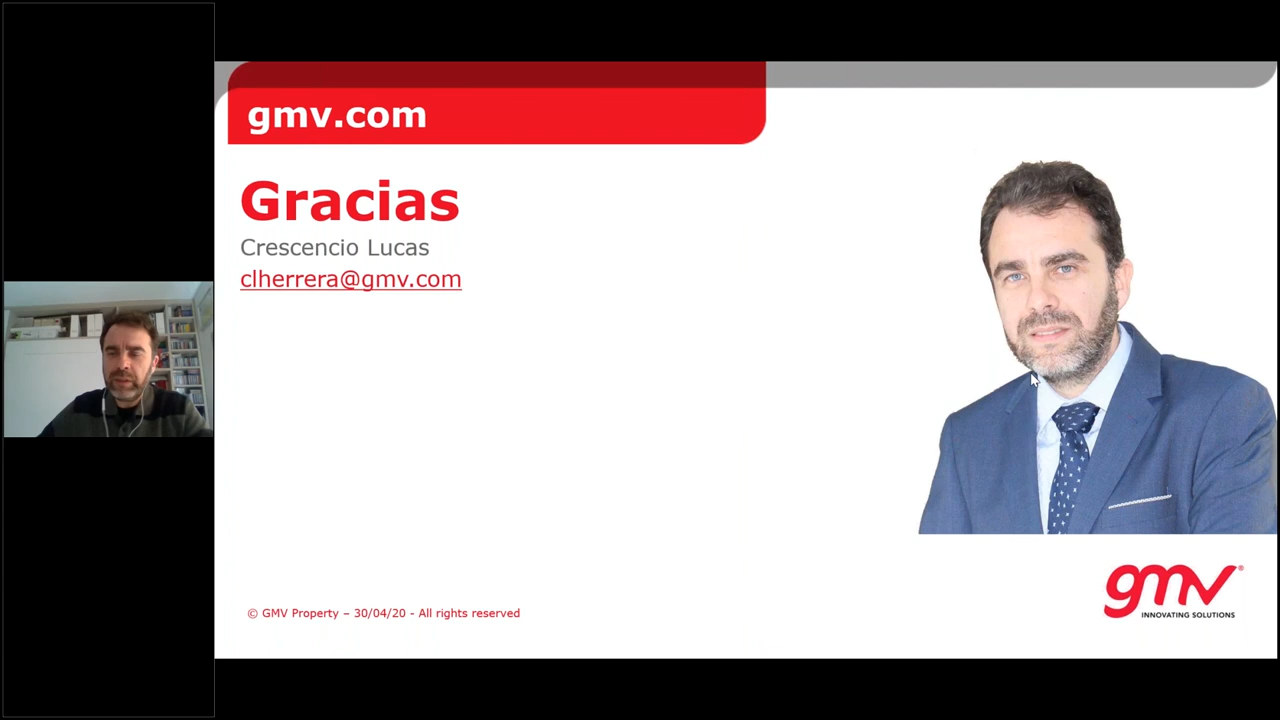 gmv.com
Gracias
Crescencio Lucas
clherrera@gmv.com
gmv®
INNOVATING SOLUTIONS
© GMV Property – 30/04/20 - All rights reserved